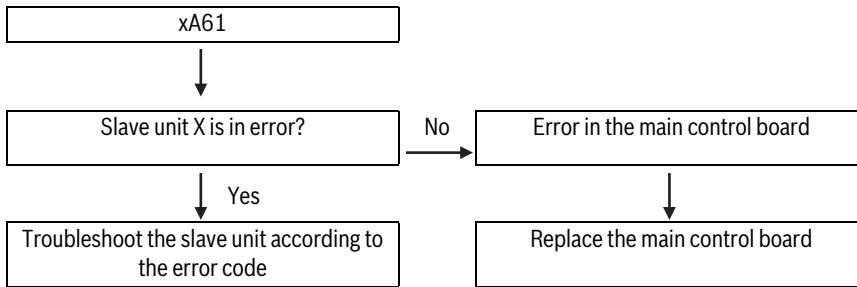 xA61
Slave unit X is in error?
No
Error in the main control board
Yes
Troubleshoot the slave unit according to
the error code
Replace the main control board